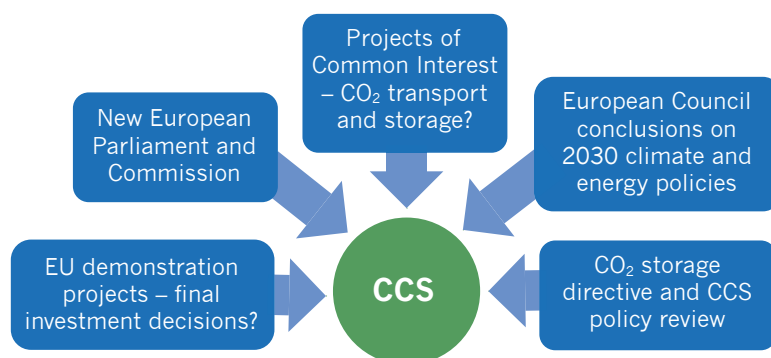 Projects of
Common Interest
– CO₂ transport
and storage?
New European
Parliament and
Commission
European Council
conclusions on
2030 climate and
energy policies
EU demonstration
projects – final
investment decisions?
CCS
CO₂ storage
directive and CCS
policy review